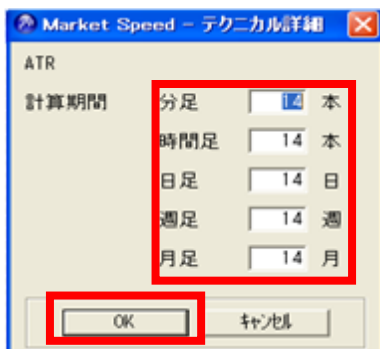 Market Speed - テクニカル詳細
ATR
計算期間 分足 14 本
時間足 14 本
日足 14 日
週足 14 週
月足 14 月
OK キャンセル